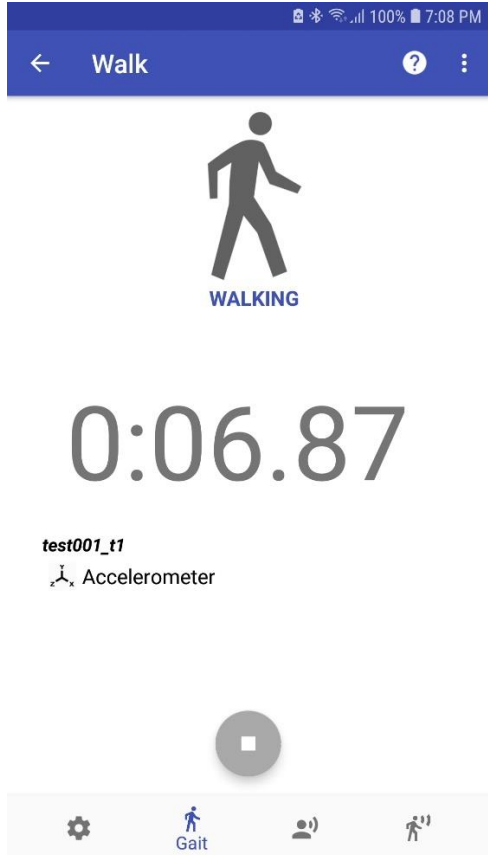 100% 7:08 PM
Walk
?
WALKING
0:06.87
test001_t1
Y
Z X
Accelerometer
Gait